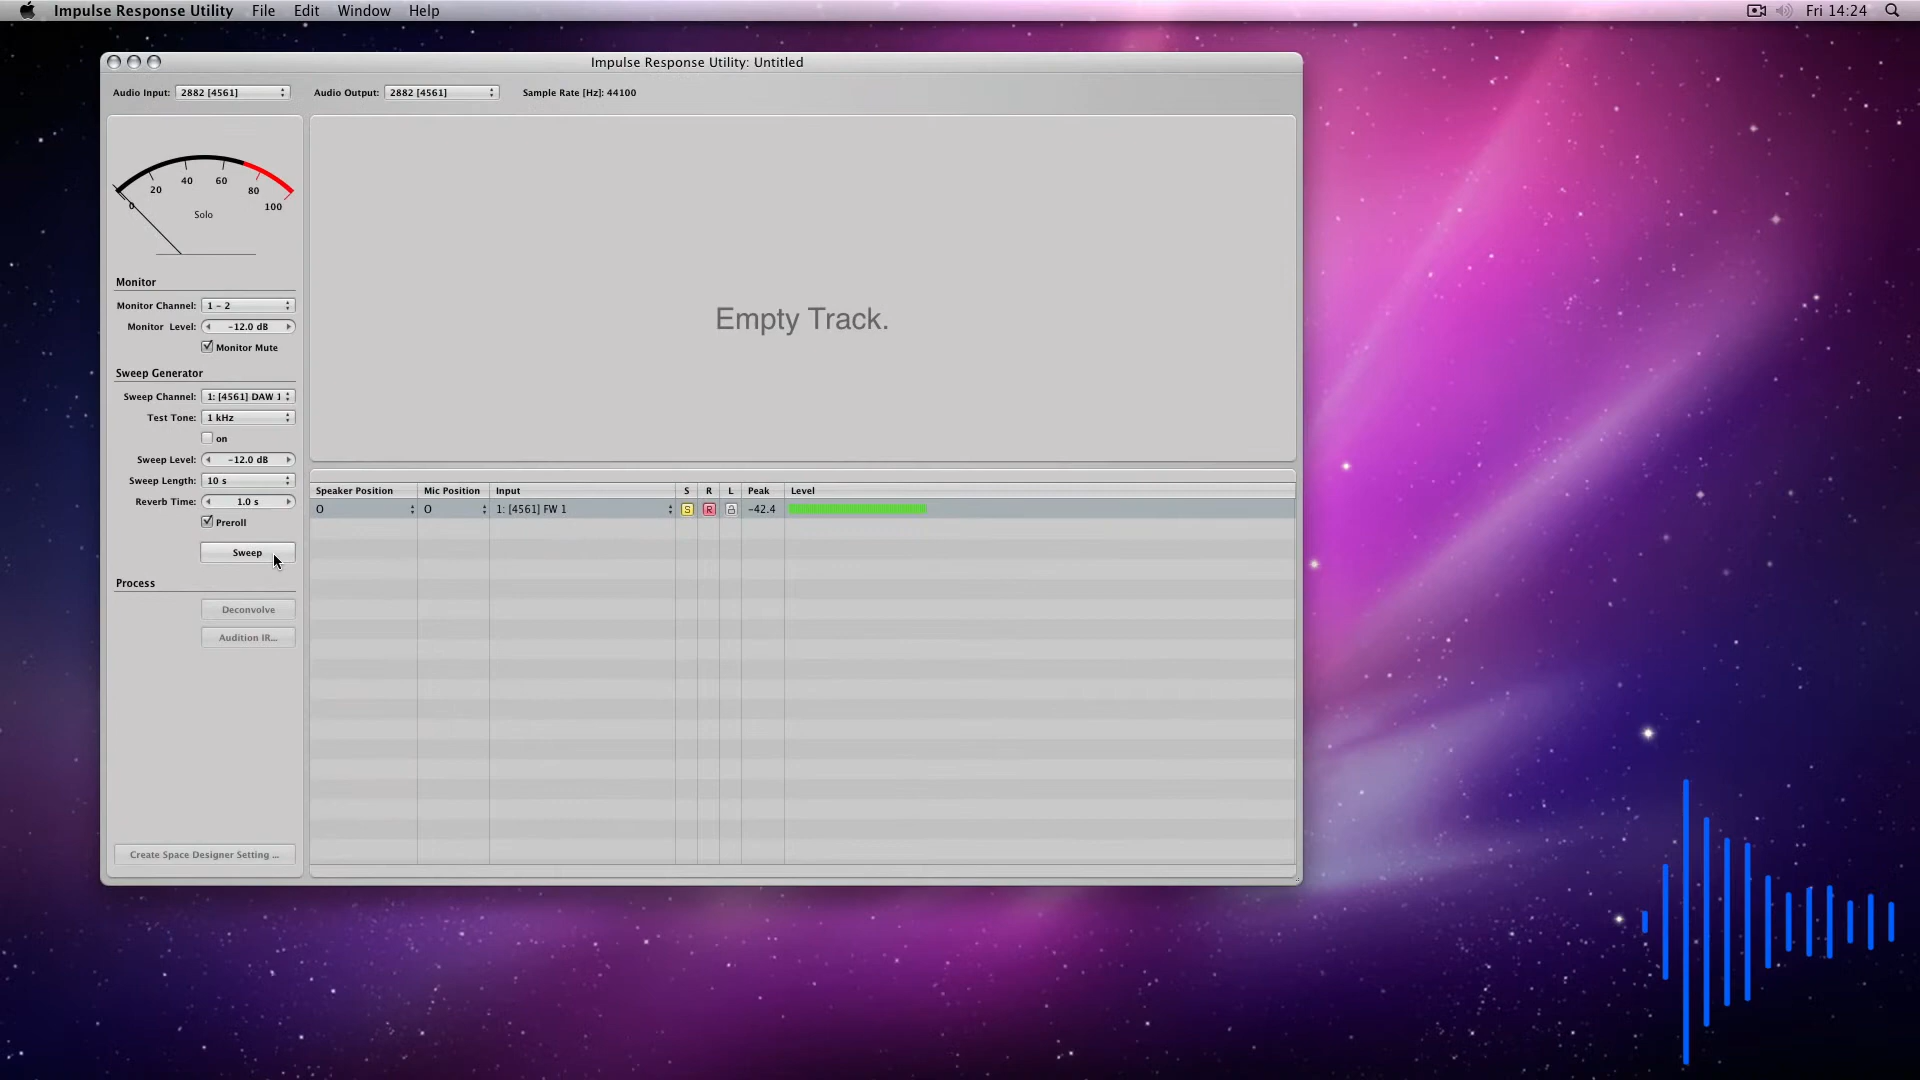 Impulse Response Utility File Edit Window Help Fri 14:24
Impulse Response Utility: Untitled
Audio Input: 2882 [4561] Audio Output: 2882 [4561] Sample Rate [Hz]: 44100
0 20 40 60 80 100
Solo
Monitor
Monitor Channel: 1 - 2
Monitor Level: -12.0 dB
Monitor Mute
Sweep Generator
Sweep Channel: 1: [4561] DAW 1
Test Tone: 1 kHz
on
Sweep Level: -12.0 dB
Sweep Length: 10 s
Reverb Time: 1.0 s
Preroll
Sweep
Process
Deconvolve
Audition IR...
Create Space Designer Setting ...
Empty Track.
Speaker Position Mic Position Input S R L Peak Level
O O 1: [4561] FW 1 S R -42.4